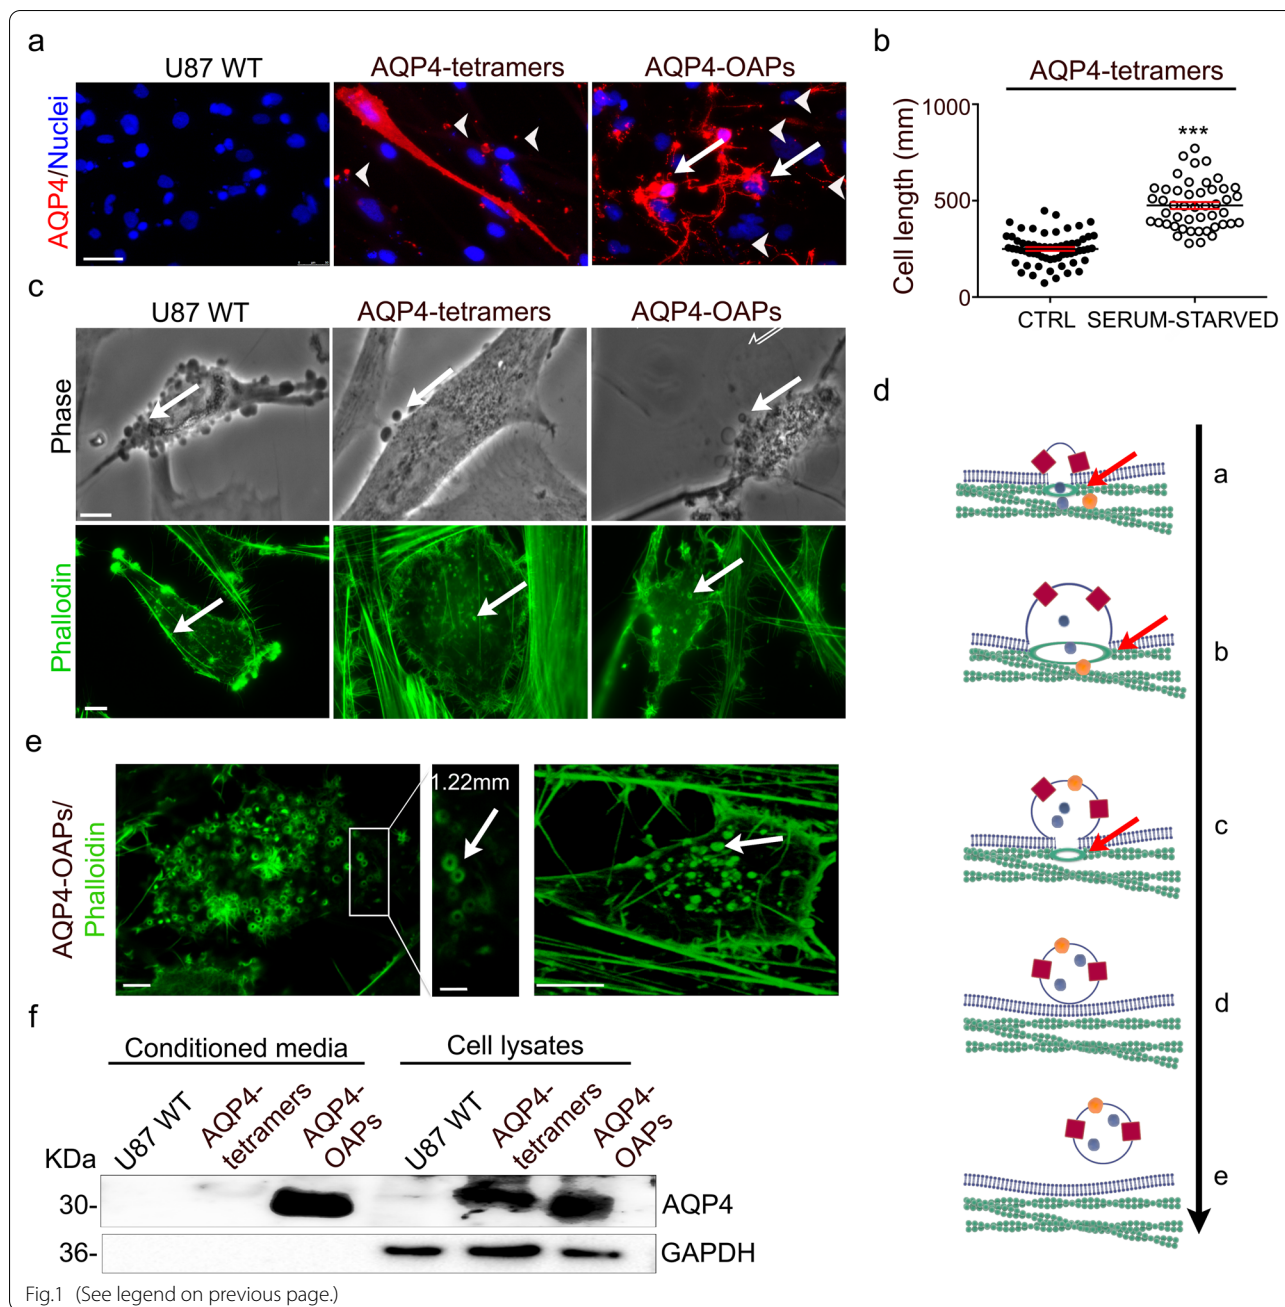 a
U87 WT
AQP4-tetramers
AQP4-OAPs
AQP4/Nuclei
b
AQP4-tetramers
Cell length (mm)
1000
500
0
***
CTRL
SERUM-STARVED
c
U87 WT
AQP4-tetramers
AQP4-OAPs
Phase
Phallodin
d
a
b
c
d
e
e
AQP4-OAPs/
Phalloidin
1.22mm
f
Conditioned media
Cell lysates
U87 WT
AQP4-
tetramers
AQP4-
OAPs
U87 WT
AQP4-
tetramers
AQP4-
OAPs
KDa
30-
AQP4
36-
GAPDH
Fig.1 (See legend on previous page.)